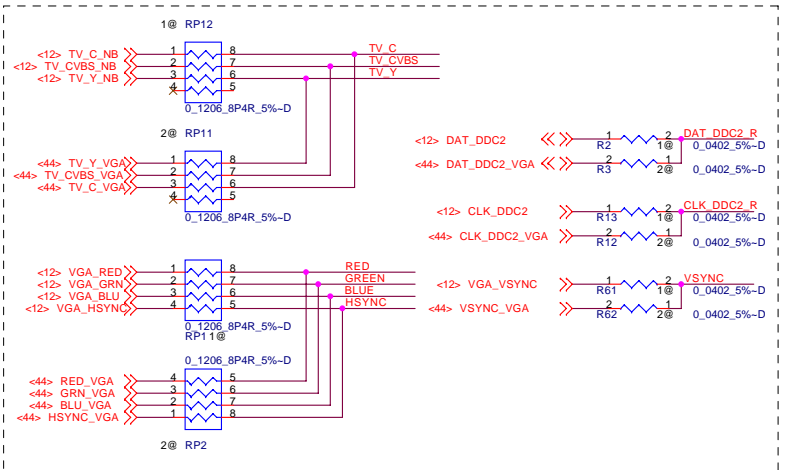 1@ RP12
<12> TV_C_NB 1 8 TV_C
<12> TV_CVBS_NB 2 7 TV_CVBS
<12> TV_Y_NB 3 6 TV_Y
4 5
0_1206_8P4R_5%~D
2@ RP11
<44> TV_Y_VGA 1 8
<44> TV_CVBS_VGA 2 7
<44> TV_C_VGA 3 6
4 5
0_1206_8P4R_5%~D
<12> VGA_RED 1 8 RED
<12> VGA_GRN 2 7 GREEN
<12> VGA_BLU 3 6 BLUE
<12> VGA_HSYNC 4 5 HSYNC
0_1206_8P4R_5%~D
RP1 1@
0_1206_8P4R_5%~D
<44> RED_VGA 4 5
<44> GRN_VGA 3 6
<44> BLU_VGA 2 7
<44> HSYNC_VGA 1 8
2@ RP2
<12> DAT_DDC2 1 2 DAT_DDC2_R
R2 1@ 0_0402_5%~D
<44> DAT_DDC2_VGA 2 1
R3 2@ 0_0402_5%~D
<12> CLK_DDC2 1 2 CLK_DDC2_R
R13 1@ 0_0402_5%~D
<44> CLK_DDC2_VGA 2 1
R12 2@ 0_0402_5%~D
<12> VGA_VSYNC 1 2 VSYNC
R61 1@ 0_0402_5%~D
<44> VSYNC_VGA 2 1
R62 2@ 0_0402_5%~D